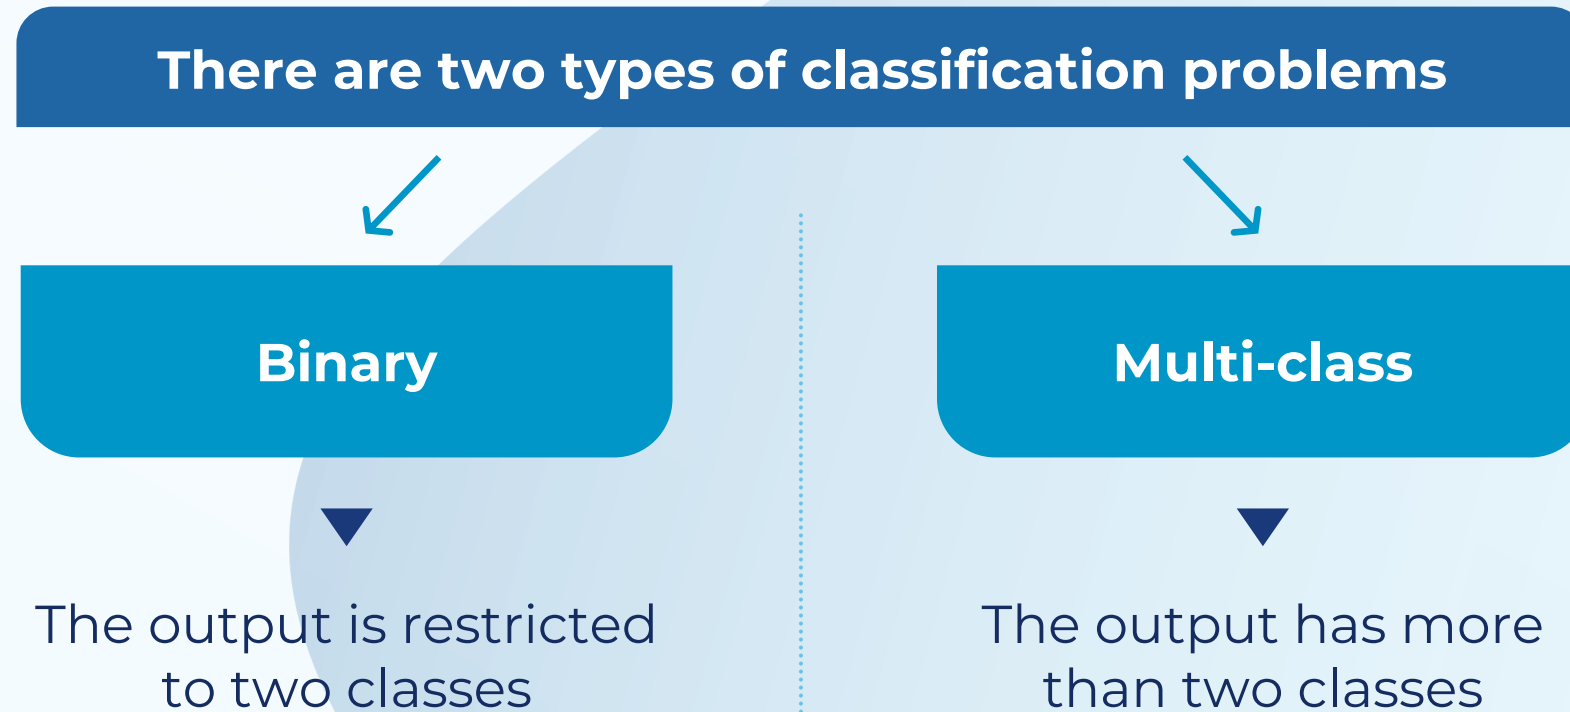 There are two types of classification problems
Binary
The output is restricted
to two classes
Multi-class
The output has more
than two classes